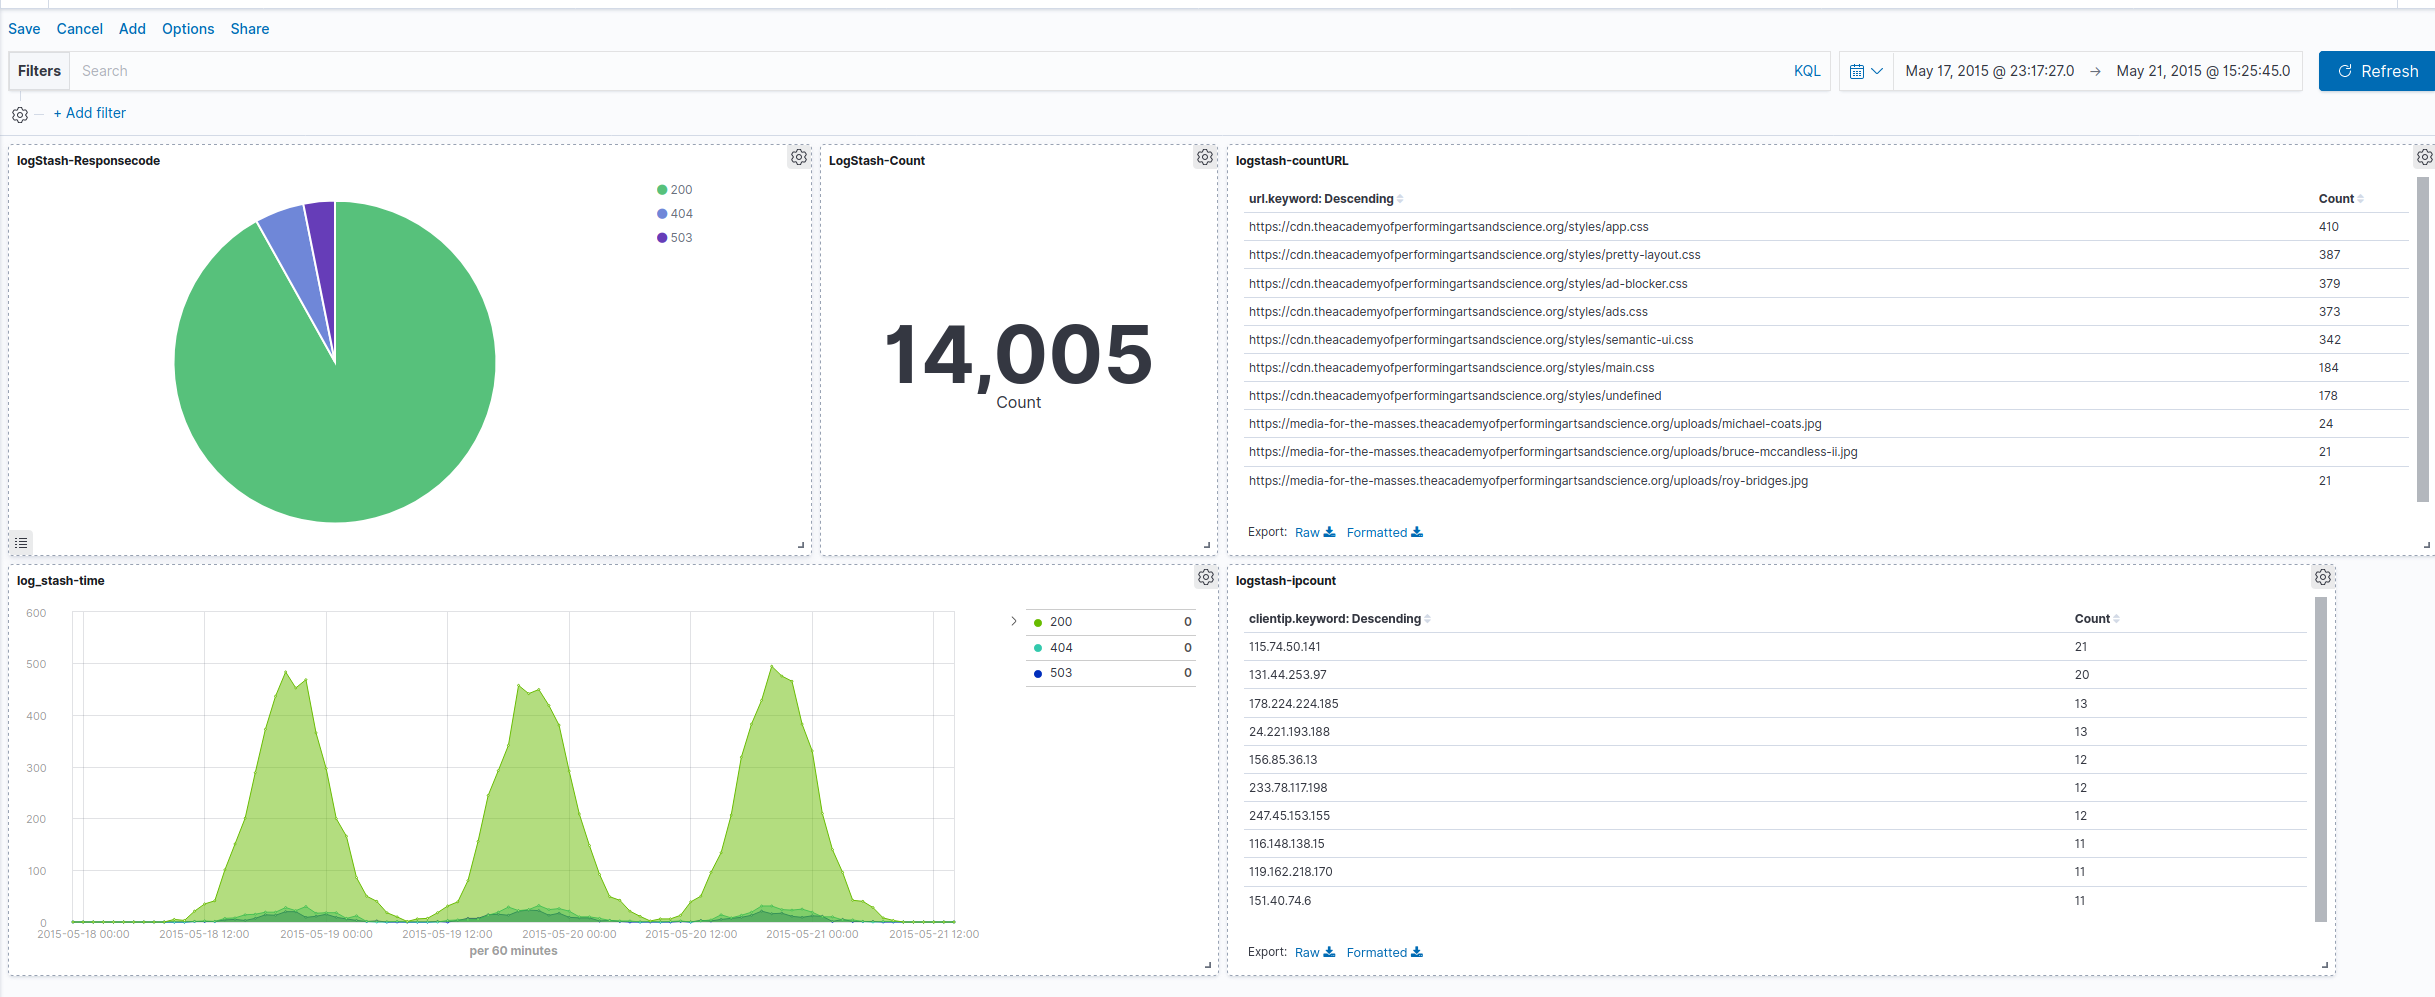 Save Cancel Add Options Share
Filters Search KQL May 17, 2015 @ 23:17:27.0 → May 21, 2015 @ 15:25:45.0 Refresh
+ Add filter
logStash-Responsecode
200
404
503
LogStash-Count
14,005
Count
logstash-countURL
url.keyword: Descending Count
https://cdn.theacademyofperformingartsandscience.org/styles/app.css 410
https://cdn.theacademyofperformingartsandscience.org/styles/pretty-layout.css 387
https://cdn.theacademyofperformingartsandscience.org/styles/ad-blocker.css 379
https://cdn.theacademyofperformingartsandscience.org/styles/ads.css 373
https://cdn.theacademyofperformingartsandscience.org/styles/semantic-ui.css 342
https://cdn.theacademyofperformingartsandscience.org/styles/main.css 184
https://cdn.theacademyofperformingartsandscience.org/styles/undefined 178
https://media-for-the-masses.theacademyofperformingartsandscience.org/uploads/michael-coats.jpg 24
https://media-for-the-masses.theacademyofperformingartsandscience.org/uploads/bruce-mccandless-ii.jpg 21
https://media-for-the-masses.theacademyofperformingartsandscience.org/uploads/roy-bridges.jpg 21
Export: Raw Formatted
log_stash-time
600
500
400
300
200
100
0
2015-05-18 00:00 2015-05-18 12:00 2015-05-19 00:00 2015-05-19 12:00 2015-05-20 00:00 2015-05-20 12:00 2015-05-21 00:00 2015-05-21 12:00
per 60 minutes
200 0
404 0
503 0
logstash-ipcount
clientip.keyword: Descending Count
115.74.50.141 21
131.44.253.97 20
178.224.224.185 13
24.221.193.188 13
156.85.36.13 12
233.78.117.198 12
247.45.153.155 12
116.148.138.15 11
119.162.218.170 11
151.40.74.6 11
Export: Raw Formatted